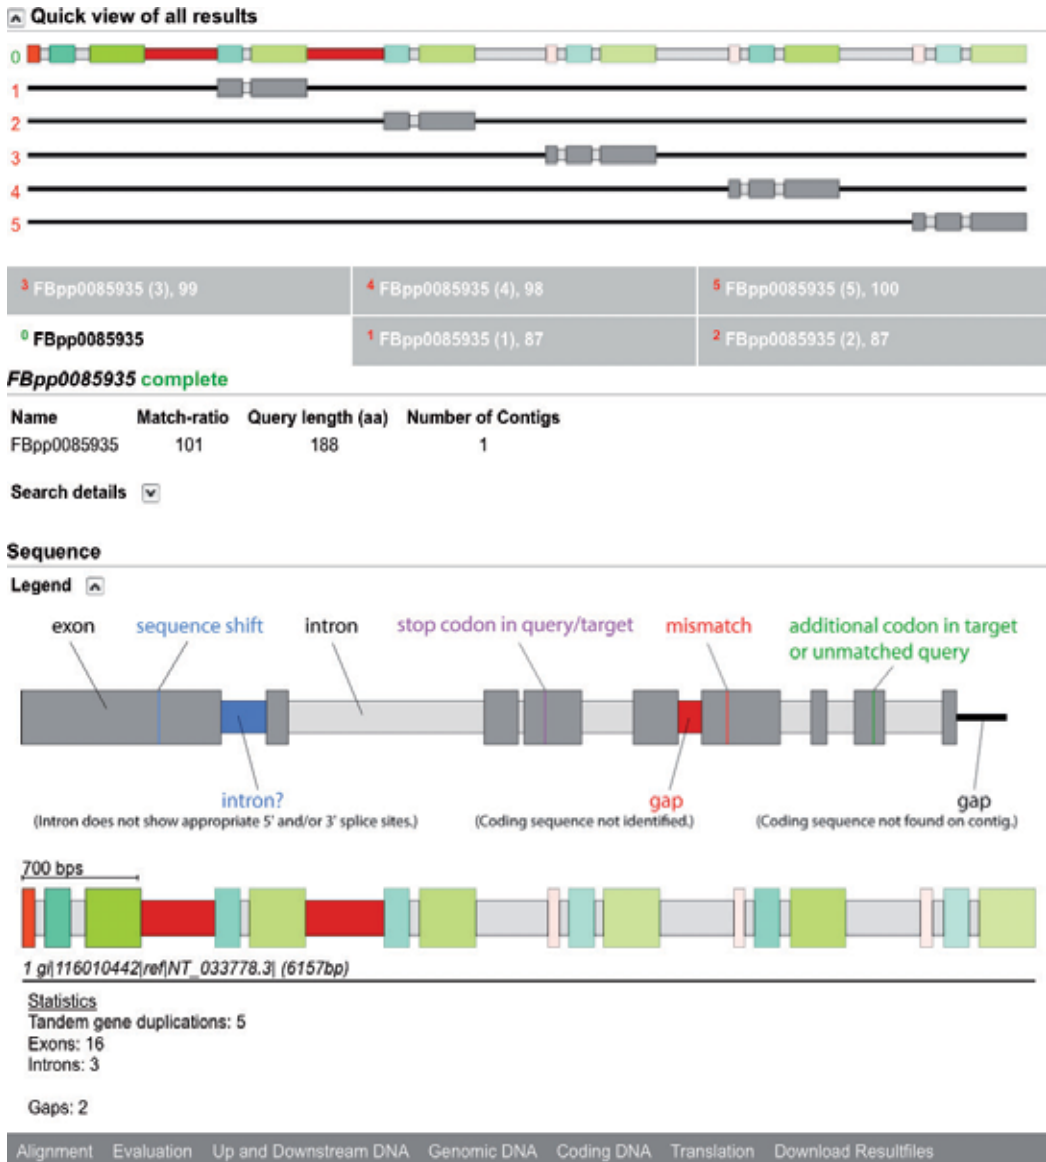 Quick view of all results
0
1
2
3
4
5
3 FBpp0085935 (3), 99
4 FBpp0085935 (4), 98
5 FBpp0085935 (5), 100
0 FBpp0085935
1 FBpp0085935 (1), 87
2 FBpp0085935 (2), 87
FBpp0085935 complete
Name Match-ratio Query length (aa) Number of Contigs
FBpp0085935 101 188 1
Search details
Sequence
Legend
exon sequence shift intron stop codon in query/target mismatch additional codon in target
or unmatched query
intron? gap gap
(Intron does not show appropriate 5' and/or 3' splice sites.) (Coding sequence not identified.) (Coding sequence not found on contig.)
700 bps
1 gi|116010442|ref|NT_033778.3| (6157bp)
Statistics
Tandem gene duplications: 5
Exons: 16
Introns: 3
Gaps: 2
Alignment Evaluation Up and Downstream DNA Genomic DNA Coding DNA Translation Download Resultfiles